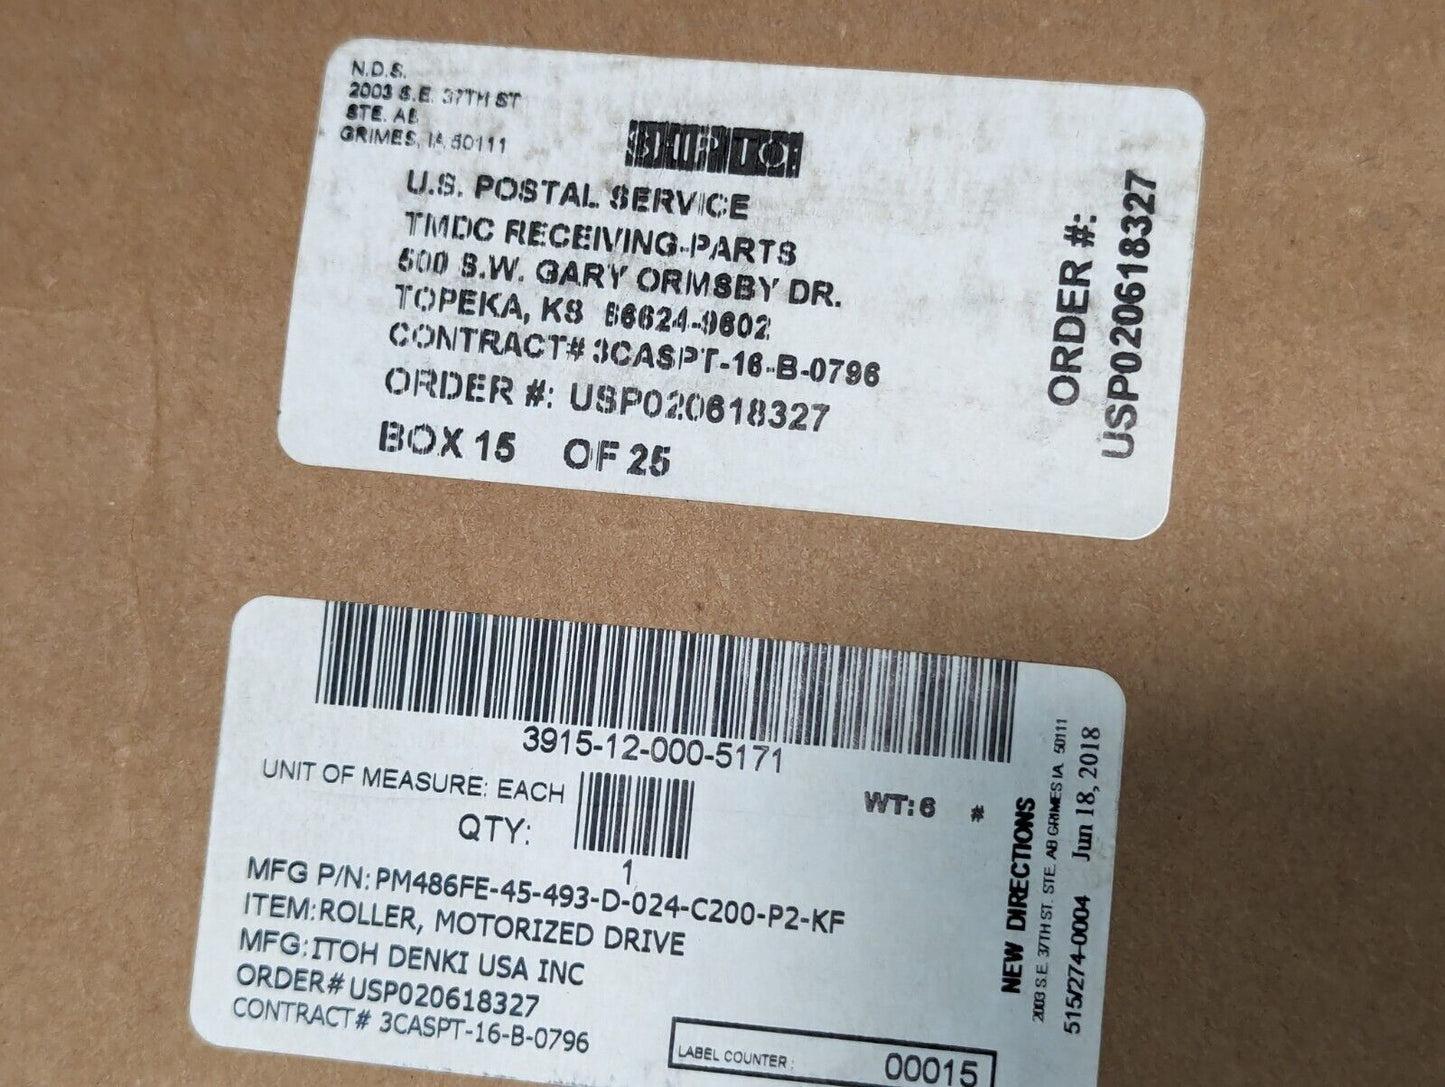 N.D.S.
2003 S.E. 37TH ST
STE. AB
GRIMES, IA 50111
SHIP TO:
U.S. POSTAL SERVICE
TMDC RECEIVING-PARTS
500 S.W. GARY ORMSBY DR.
TOPEKA, KS 66624-9602
CONTRACT# 3CASPT-16-B-0796
ORDER #: USP020618327
BOX 15 OF 25
ORDER #:
USP020618327
3915-12-000-5171
UNIT OF MEASURE: EACH
QTY:
1
WT: 6 #
MFG P/N: PM486FE-45-493-D-024-C200-P2-KF
ITEM: ROLLER, MOTORIZED DRIVE
MFG: ITOH DENKI USA INC
ORDER# USP020618327
CONTRACT# 3CASPT-16-B-0796
LABEL COUNTER: 00015
NEW DIRECTIONS
2003 S.E. 37TH ST. STE. AB GRIMES IA. 50111
515/274-0004 Jun 18, 2018